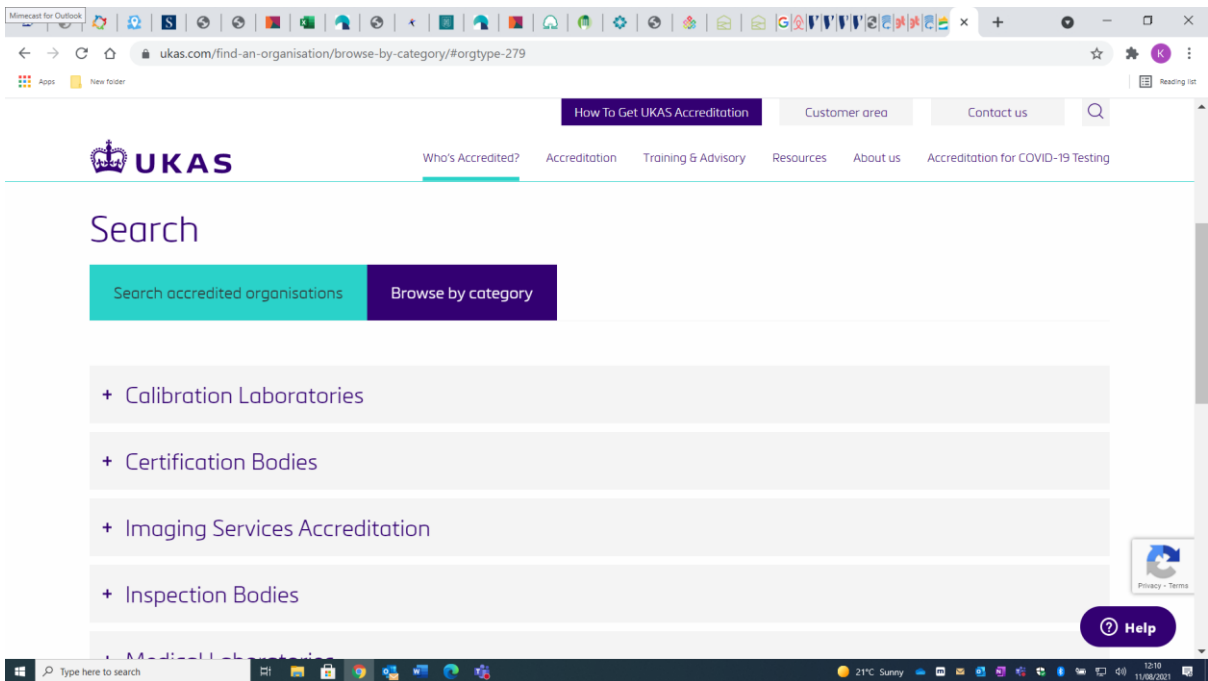 Mimecast for Outlook
ukas.com/find-an-organisation/browse-by-category/#orgtype-279
K
Apps
New folder
Reading list
How To Get UKAS Accreditation
Customer area
Contact us
UKAS
Who's Accredited?
Accreditation
Training & Advisory
Resources
About us
Accreditation for COVID-19 Testing
Search
Search accredited organisations
Browse by category
+ Calibration Laboratories
+ Certification Bodies
+ Imaging Services Accreditation
+ Inspection Bodies
+ Medical Laboratories
Privacy - Terms
? Help
Type here to search
21°C Sunny
12:10
11/08/2021